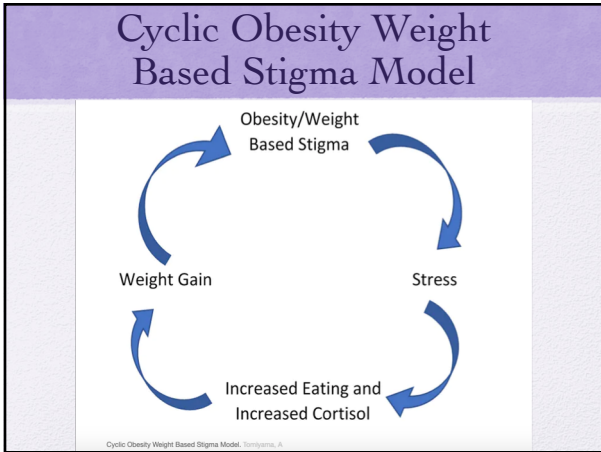 Cyclic Obesity Weight
Based Stigma Model
Obesity/Weight
Based Stigma
Weight Gain
Stress
Increased Eating and
Increased Cortisol
Cyclic Obesity Weight Based Stigma Model. Tomiyama, A